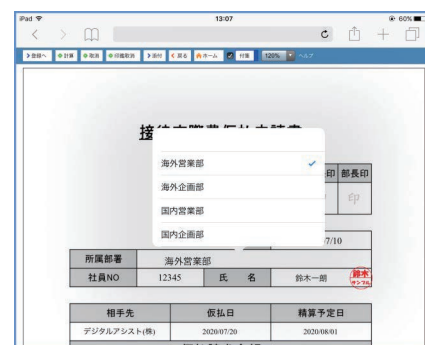 iPad 13:07 60%
登録へ 計算 取消 印鑑取消 添付 戻る ホーム 付箋 120% ヘルプ
接待交際費仮払申請書
海外営業部
海外企画部
国内営業部
国内企画部
印 部長印
印
7/10
所属部署 海外営業部
社員NO 12345 氏 名 鈴木一朗 鈴木 サンプル
相手先 仮払日 精算予定日
デジタルアシスト(株) 2020/07/20 2020/08/01